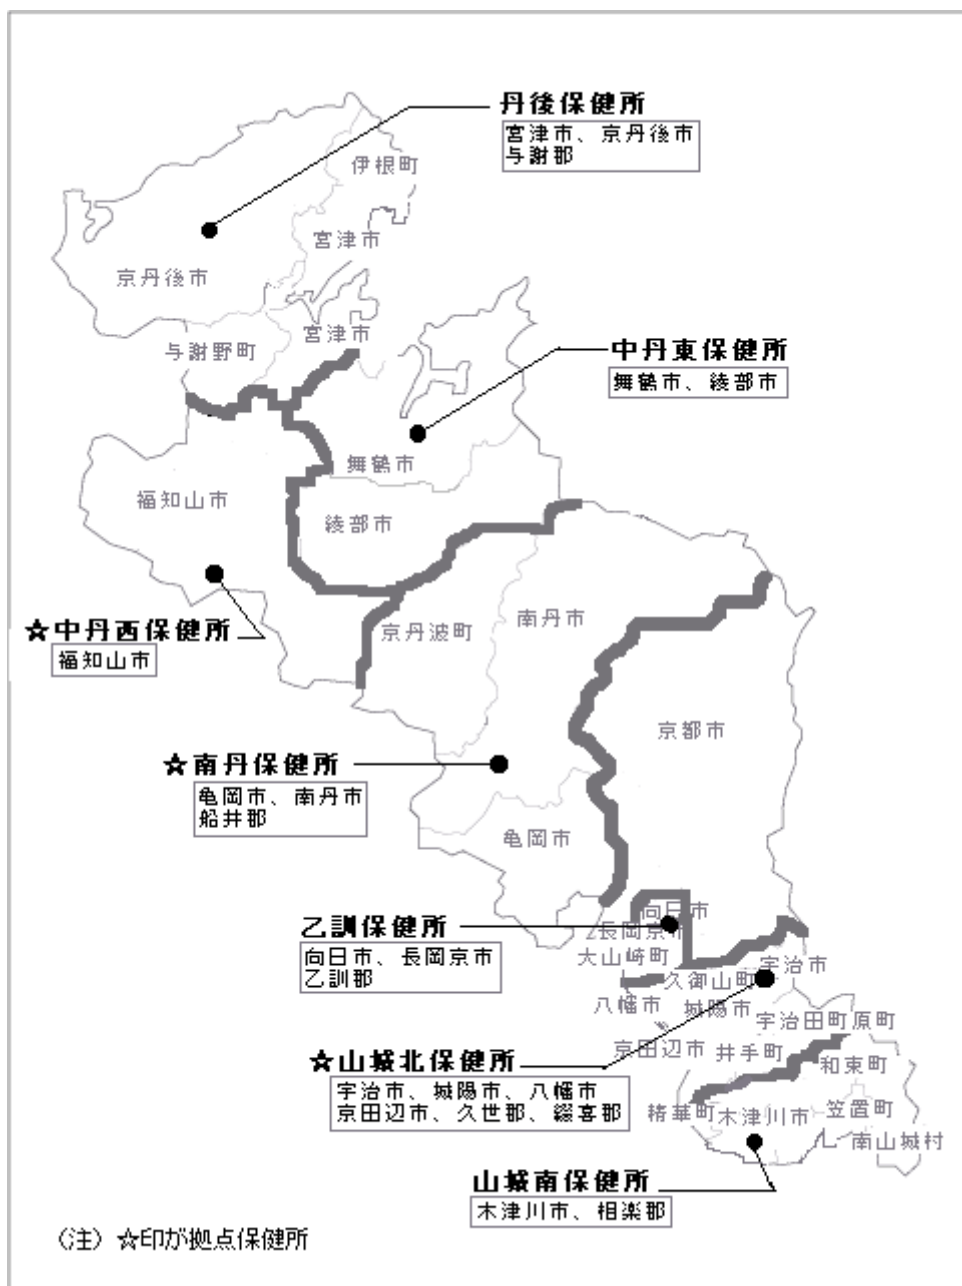 丹後保健所
宮津市、京丹後市
与謝郡
伊根町
宮津市
京丹後市
宮津市
与謝野町
中丹東保健所
舞鶴市、綾部市
舞鶴市
福知山市
綾部市
南丹市
京丹波町
☆中丹西保健所
福知山市
京都市
☆南丹保健所
亀岡市、南丹市
船井郡
亀岡市
向日市
乙訓保健所
長岡京市
向日市、長岡京市
乙訓郡
大山崎町
宇治市
久御山町
八幡市
城陽市
宇治田町原町
京田辺市
井手町
☆山城北保健所
宇治市、城陽市、八幡市
京田辺市、久世郡、綴喜郡
和東町
精華町
木津川市
笠置町
南山城村
山城南保健所
木津川市、相楽郡
(注) ☆印が拠点保健所